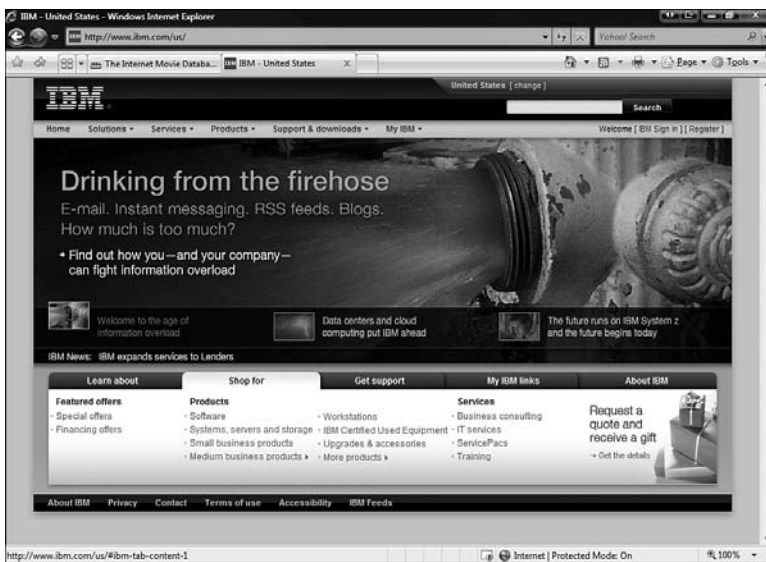 IBM - United States - Windows Internet Explorer
http://www.ibm.com/us/
Yahoo! Search
The Internet Movie Databa...
IBM - United States
X
Page
Tools
United States [ change ]
IBM
Search
Home Solutions Services Products Support & downloads My IBM
Welcome [ IBM Sign in ] [ Register ]
Drinking from the firehose
E-mail. Instant messaging. RSS feeds. Blogs.
How much is too much?
Find out how you—and your company—
can fight information overload
Welcome to the age of
information overload
Data centers and cloud
computing put IBM ahead
The future runs on IBM System z
and the future begins today
IBM News: IBM expands services to Lenders
Learn about Shop for Get support My IBM links About IBM
Featured offers
Special offers
Financing offers
Products
Software
Systems, servers and storage
Small business products
Medium business products
Workstations
IBM Certified Used Equipment
Upgrades & accessories
More products
Services
Business consulting
IT services
ServicePacs
Training
Request a
quote and
receive a gift
→ Get the details
About IBM Privacy Contact Terms of use Accessibility IBM Feeds
http://www.ibm.com/us/#ibm-tab-content-1
Internet | Protected Mode: On
100%